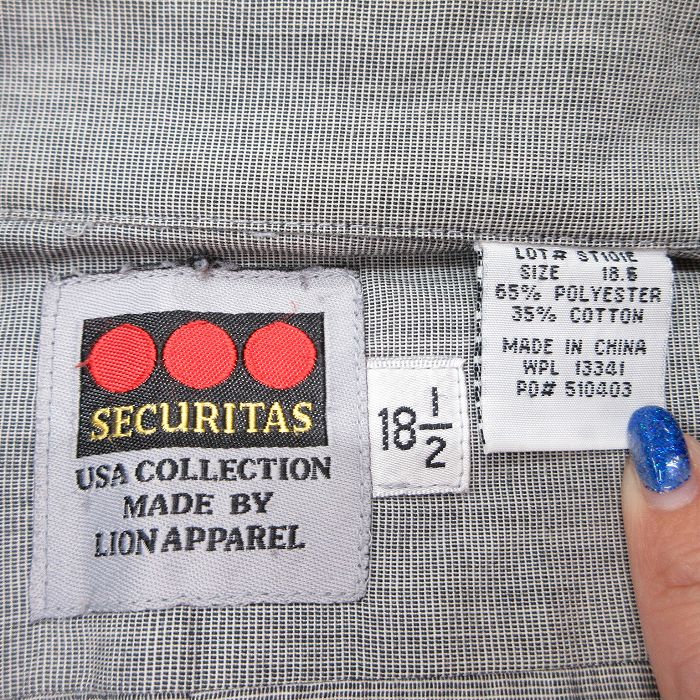 SECURITAS
USA COLLECTION
MADE BY
LION APPAREL
18 1/2
LOT# ST101E
SIZE 18.5
65% POLYESTER
35% COTTON
MADE IN CHINA
WPL 13341
PO# 510403